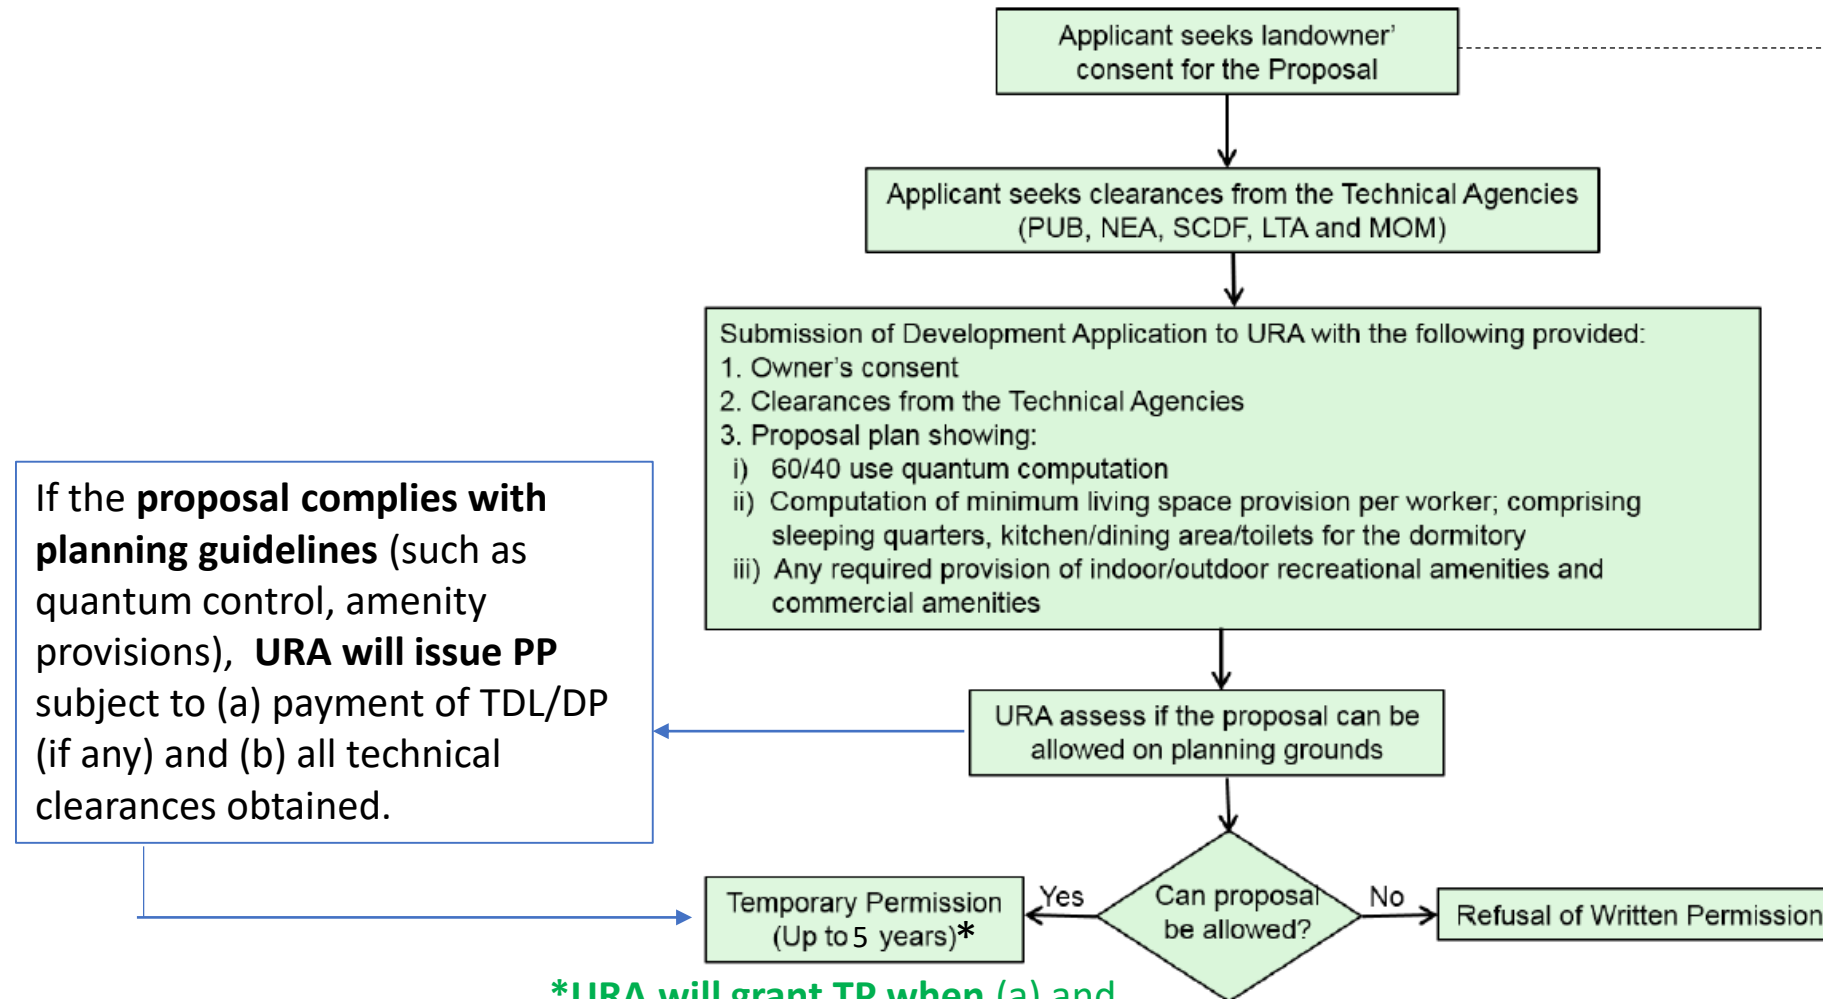 Applicant seeks landowner'
consent for the Proposal
Applicant seeks clearances from the Technical Agencies
(PUB, NEA, SCDF, LTA and MOM)
Submission of Development Application to URA with the following provided:
1. Owner's consent
2. Clearances from the Technical Agencies
3. Proposal plan showing:
i) 60/40 use quantum computation
ii) Computation of minimum living space provision per worker; comprising
sleeping quarters, kitchen/dining area/toilets for the dormitory
iii) Any required provision of indoor/outdoor recreational amenities and
commercial amenities
If the proposal complies with
planning guidelines (such as
quantum control, amenity
provisions), URA will issue PP
subject to (a) payment of TDL/DP
(if any) and (b) all technical
clearances obtained.
URA assess if the proposal can be
allowed on planning grounds
Temporary Permission
(Up to 5 years)*
Yes
Can proposal
be allowed?
No
Refusal of Written Permission
*URA will grant TP when (a) and